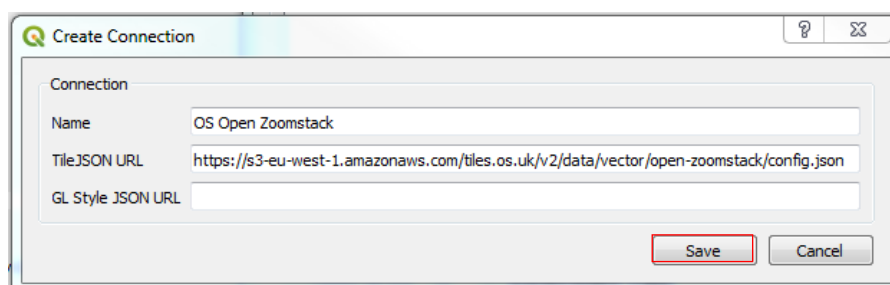 Create Connection
Connection
Name OS Open Zoomstack
TileJSON URL https://s3-eu-west-1.amazonaws.com/tiles.os.uk/v2/data/vector/open-zoomstack/config.json
GL Style JSON URL
Save Cancel